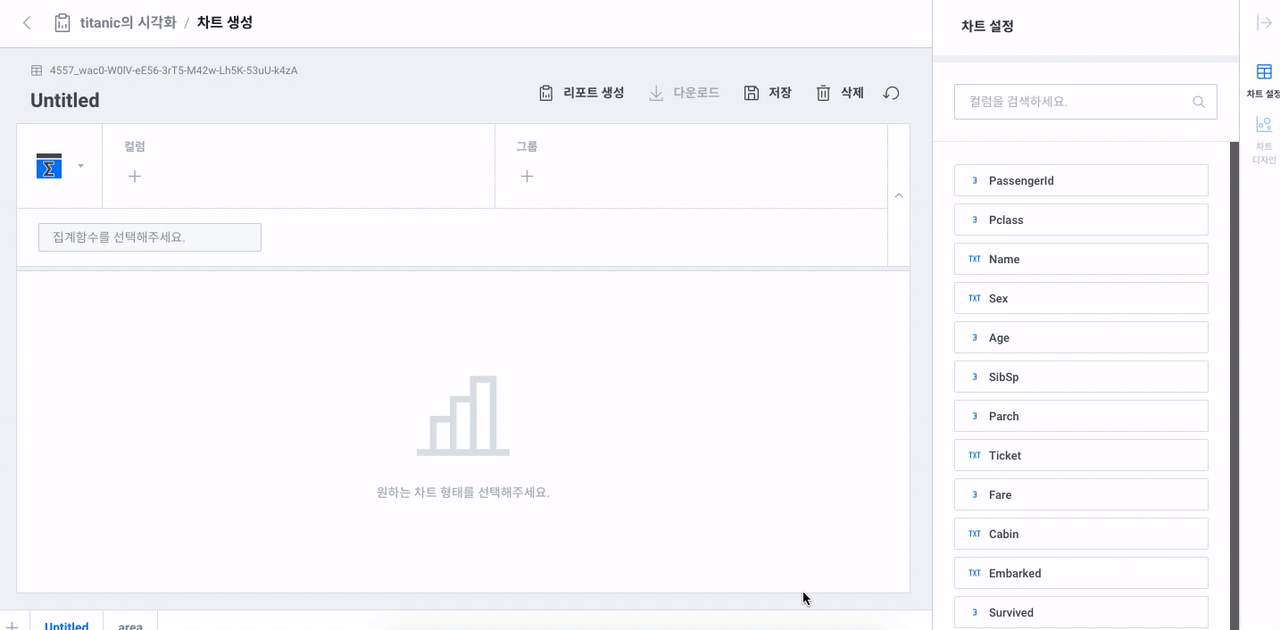 titanic의 시각화 / 차트 생성
4557_wac0-W0lV-eE56-3rT5-M42w-Lh5K-53uU-k4zA
Untitled
리포트 생성
다운로드
저장
삭제
컬럼
그룹
집계함수를 선택해주세요.
원하는 차트 형태를 선택해주세요.
Untitled
area
차트 설정
컬럼을 검색하세요.
3 PassengerId
3 Pclass
TXT Name
TXT Sex
3 Age
3 SibSp
3 Parch
TXT Ticket
3 Fare
TXT Cabin
TXT Embarked
3 Survived
차트 설정
차트
디자인